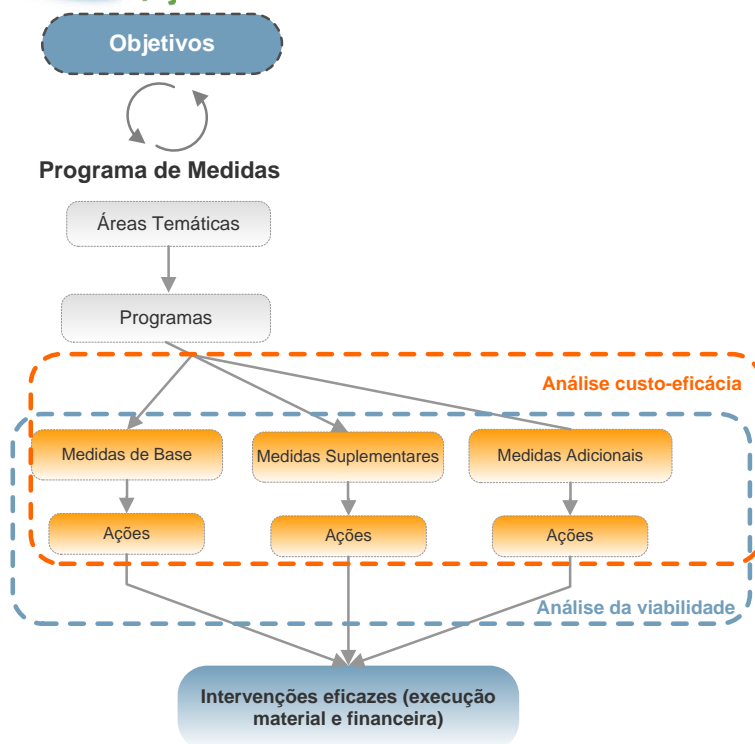 Objetivos
Programa de Medidas
Áreas Temáticas
Programas
Análise custo-eficácia
Medidas de Base
Medidas Suplementares
Medidas Adicionais
Ações
Ações
Ações
Análise da viabilidade
Intervenções eficazes (execução
material e financeira)